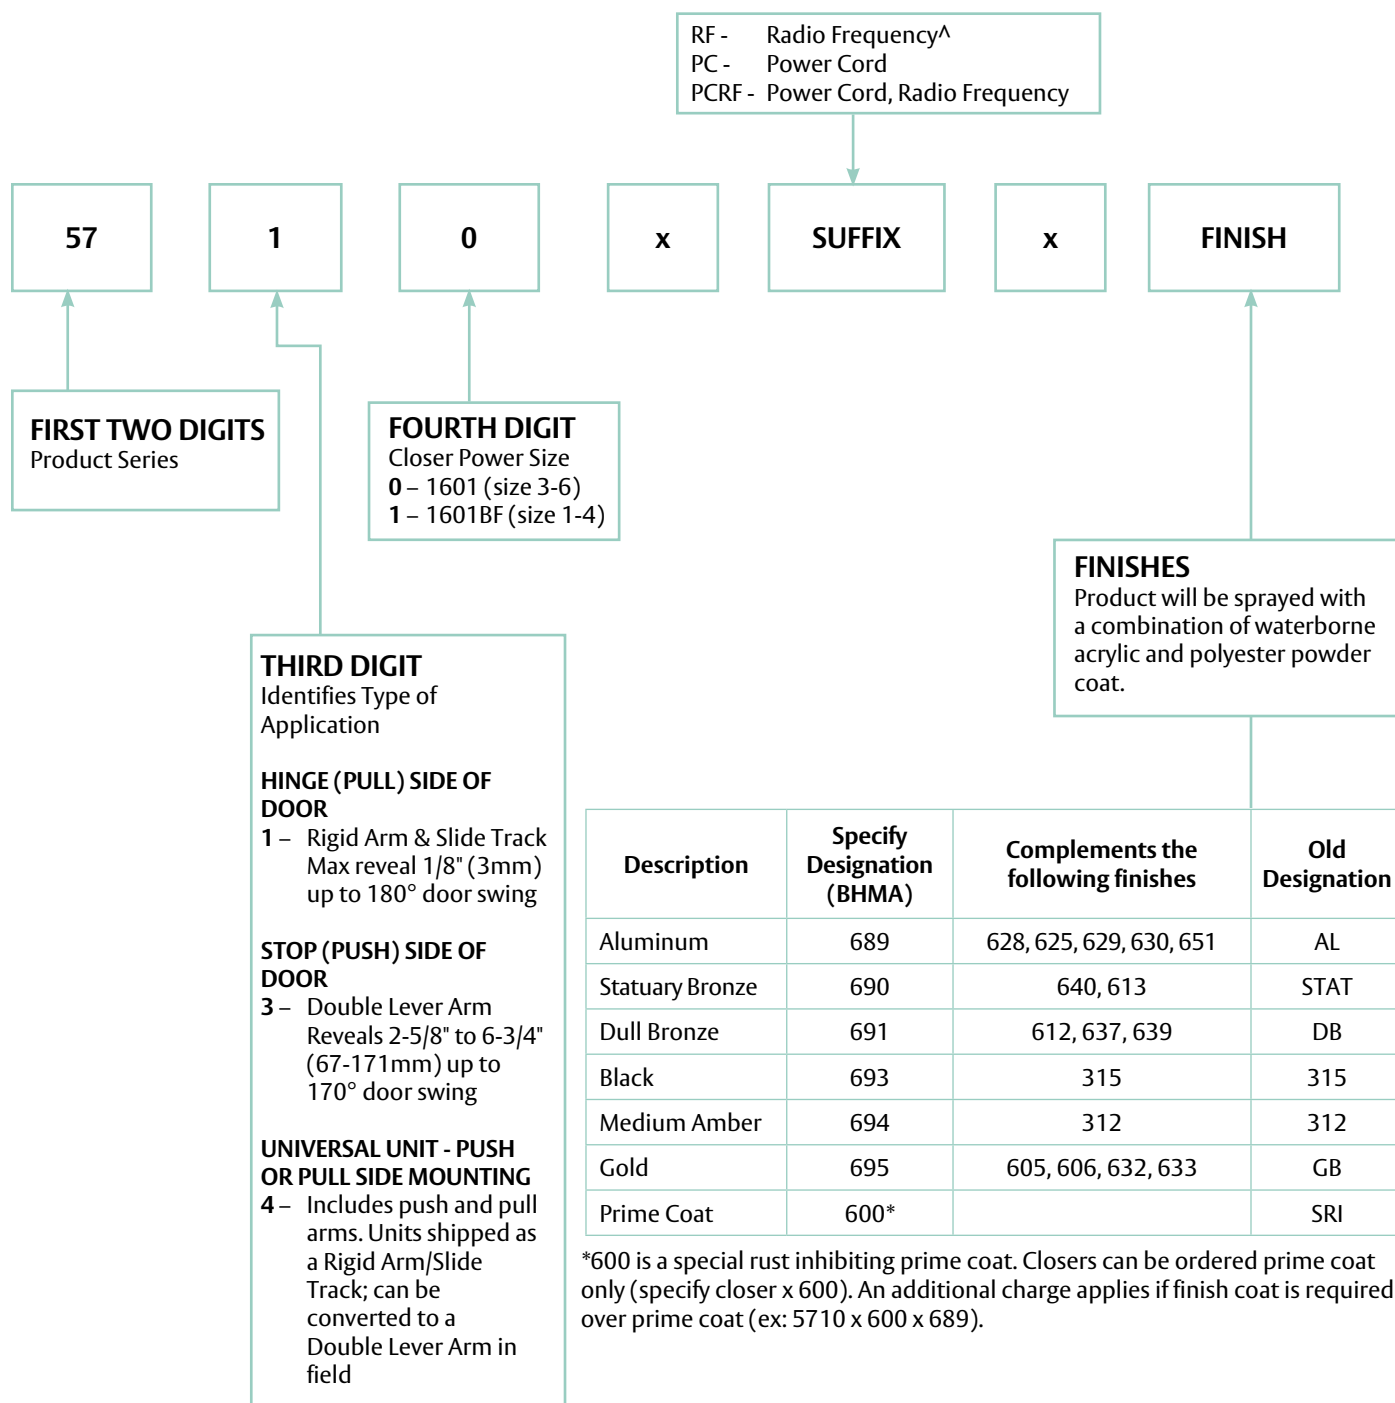 RF - Radio Frequency^
PC - Power Cord
PCRF - Power Cord, Radio Frequency
57 1 0 x SUFFIX x FINISH
FIRST TWO DIGITS
Product Series
FOURTH DIGIT
Closer Power Size
0 – 1601 (size 3-6)
1 – 1601BF (size 1-4)
FINISHES
Product will be sprayed with
a combination of waterborne
acrylic and polyester powder
coat.
THIRD DIGIT
Identifies Type of
Application
HINGE (PULL) SIDE OF
DOOR
1 – Rigid Arm & Slide Track
Max reveal 1/8" (3mm)
up to 180° door swing
STOP (PUSH) SIDE OF
DOOR
3 – Double Lever Arm
Reveals 2-5/8" to 6-3/4"
(67-171mm) up to
170° door swing
UNIVERSAL UNIT - PUSH
OR PULL SIDE MOUNTING
4 – Includes push and pull
arms. Units shipped as
a Rigid Arm/Slide
Track; can be
converted to a
Double Lever Arm in
field
Description | Specify Designation (BHMA) | Complements the following finishes | Old Designation
Aluminum 689 628, 625, 629, 630, 651 AL
Statuary Bronze 690 640, 613 STAT
Dull Bronze 691 612, 637, 639 DB
Black 693 315 315
Medium Amber 694 312 312
Gold 695 605, 606, 632, 633 GB
Prime Coat 600* SRI
*600 is a special rust inhibiting prime coat. Closers can be ordered prime coat
only (specify closer x 600). An additional charge applies if finish coat is required
over prime coat (ex: 5710 x 600 x 689).